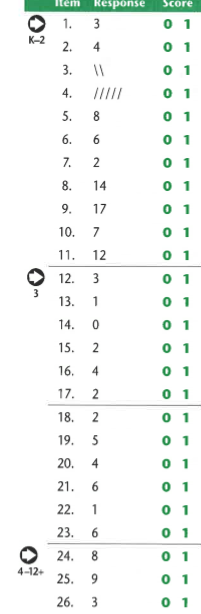 Item Response Score
1. 3 0 1
K–2
2. 4 0 1
3. \\ 0 1
4. ///// 0 1
5. 8 0 1
6. 6 0 1
7. 2 0 1
8. 14 0 1
9. 17 0 1
10. 7 0 1
11. 12 0 1
12. 3 0 1
3
13. 1 0 1
14. 0 0 1
15. 2 0 1
16. 4 0 1
17. 2 0 1
18. 2 0 1
19. 5 0 1
20. 4 0 1
21. 6 0 1
22. 1 0 1
23. 6 0 1
24. 8 0 1
4–12+
25. 9 0 1
26. 3 0 1